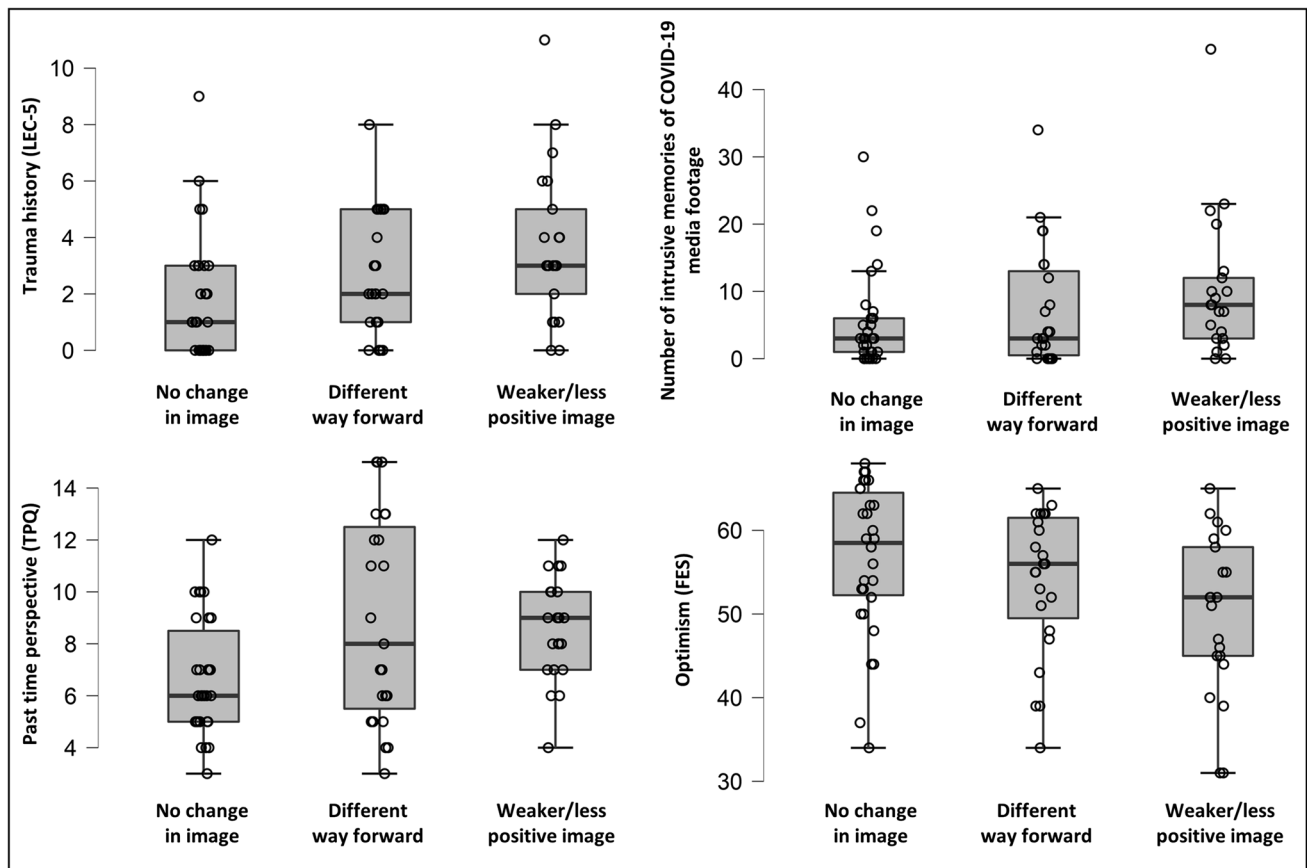 Trauma history (LEC-5)
10
8
6
4
2
0
No change
in image
Different
way forward
Weaker/less
positive image
Number of intrusive memories of COVID-19
media footage
40
30
20
10
0
No change
in image
Different
way forward
Weaker/less
positive image
Past time perspective (TPQ)
14
12
10
8
6
4
No change
in image
Different
way forward
Weaker/less
positive image
Optimism (FES)
60
50
40
30
No change
in image
Different
way forward
Weaker/less
positive image